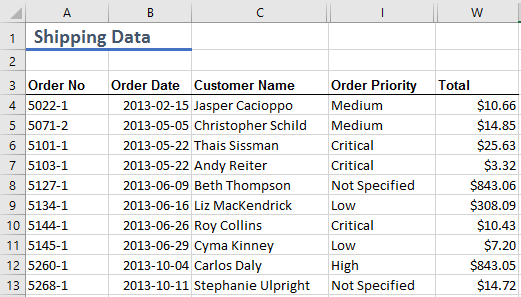 A B C I W
1 Shipping Data
2
3 Order No Order Date Customer Name Order Priority Total
4 5022-1 2013-02-15 Jasper Cacioppo Medium $10.66
5 5071-2 2013-05-05 Christopher Schild Medium $14.85
6 5101-1 2013-05-22 Thais Sissman Critical $25.63
7 5103-1 2013-05-22 Andy Reiter Critical $3.32
8 5127-1 2013-06-09 Beth Thompson Not Specified $843.06
9 5134-1 2013-06-16 Liz MacKendrick Low $308.09
10 5144-1 2013-06-26 Roy Collins Critical $10.43
11 5145-1 2013-06-29 Cyma Kinney Low $7.20
12 5260-1 2013-10-04 Carlos Daly High $843.05
13 5268-1 2013-10-11 Stephanie Ulpright Not Specified $14.72